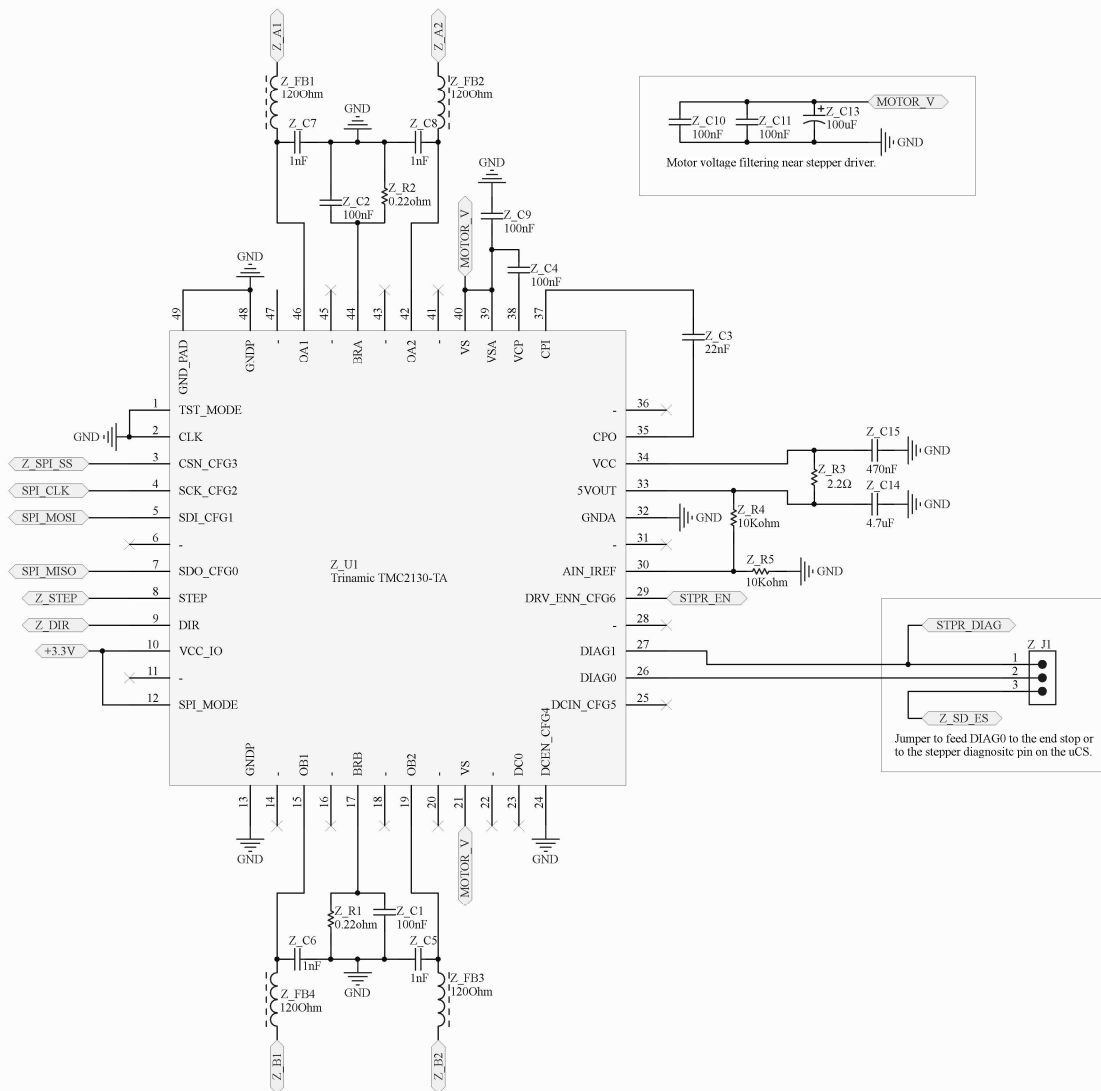 Z_A1
Z_A2
Z_FB1
120Ohm
Z_FB2
120Ohm
GND
Z_C7
1nF
Z_C8
1nF
Z_C2
100nF
Z_R2
0.22ohm
MOTOR_V
GND
Z_C9
100nF
Z_C4
100nF
MOTOR_V
Z_C10
100nF
Z_C11
100nF
+
Z_C13
100uF
GND
Motor voltage filtering near stepper driver.
GND
49
48
47
46
45
44
43
42
41
40
39
38
37
GND_PAD
GNDP
-
OA1
-
BRA
-
OA2
-
VS
VSA
VCP
CPI
Z_C3
22nF
1
TST_MODE
GND
2
CLK
Z_SPI_SS
3
CSN_CFG3
SPI_CLK
4
SCK_CFG2
SPI_MOSI
5
SDI_CFG1
6
-
SPI_MISO
7
SDO_CFG0
Z_STEP
8
STEP
Z_DIR
9
DIR
+3.3V
10
VCC_IO
11
-
12
SPI_MODE
Z_U1
Trinamic TMC2130-TA
-
36
CPO
35
VCC
34
5VOUT
33
GNDA
32
GND
-
31
AIN_IREF
30
DRV_ENN_CFG6
29
STPR_EN
-
28
DIAG1
27
DIAG0
26
DCIN_CFG5
25
Z_C15
470nF
GND
Z_R3
2.2Ω
Z_C14
4.7uF
GND
Z_R4
10Kohm
Z_R5
10Kohm
GND
STPR_DIAG
Z_J1
1
2
3
Z_SD_ES
Jumper to feed DIAG0 to the end stop or
to the stepper diagnositc pin on the uCS.
GNDP
-
OB1
-
BRB
-
OB2
-
VS
-
DC0
DCEN_CFG4
13
14
15
16
17
18
19
20
21
22
23
24
GND
MOTOR_V
GND
Z_R1
0.22ohm
Z_C1
100nF
Z_C6
1nF
Z_C5
1nF
GND
Z_FB4
120Ohm
Z_FB3
120Ohm
Z_B1
Z_B2